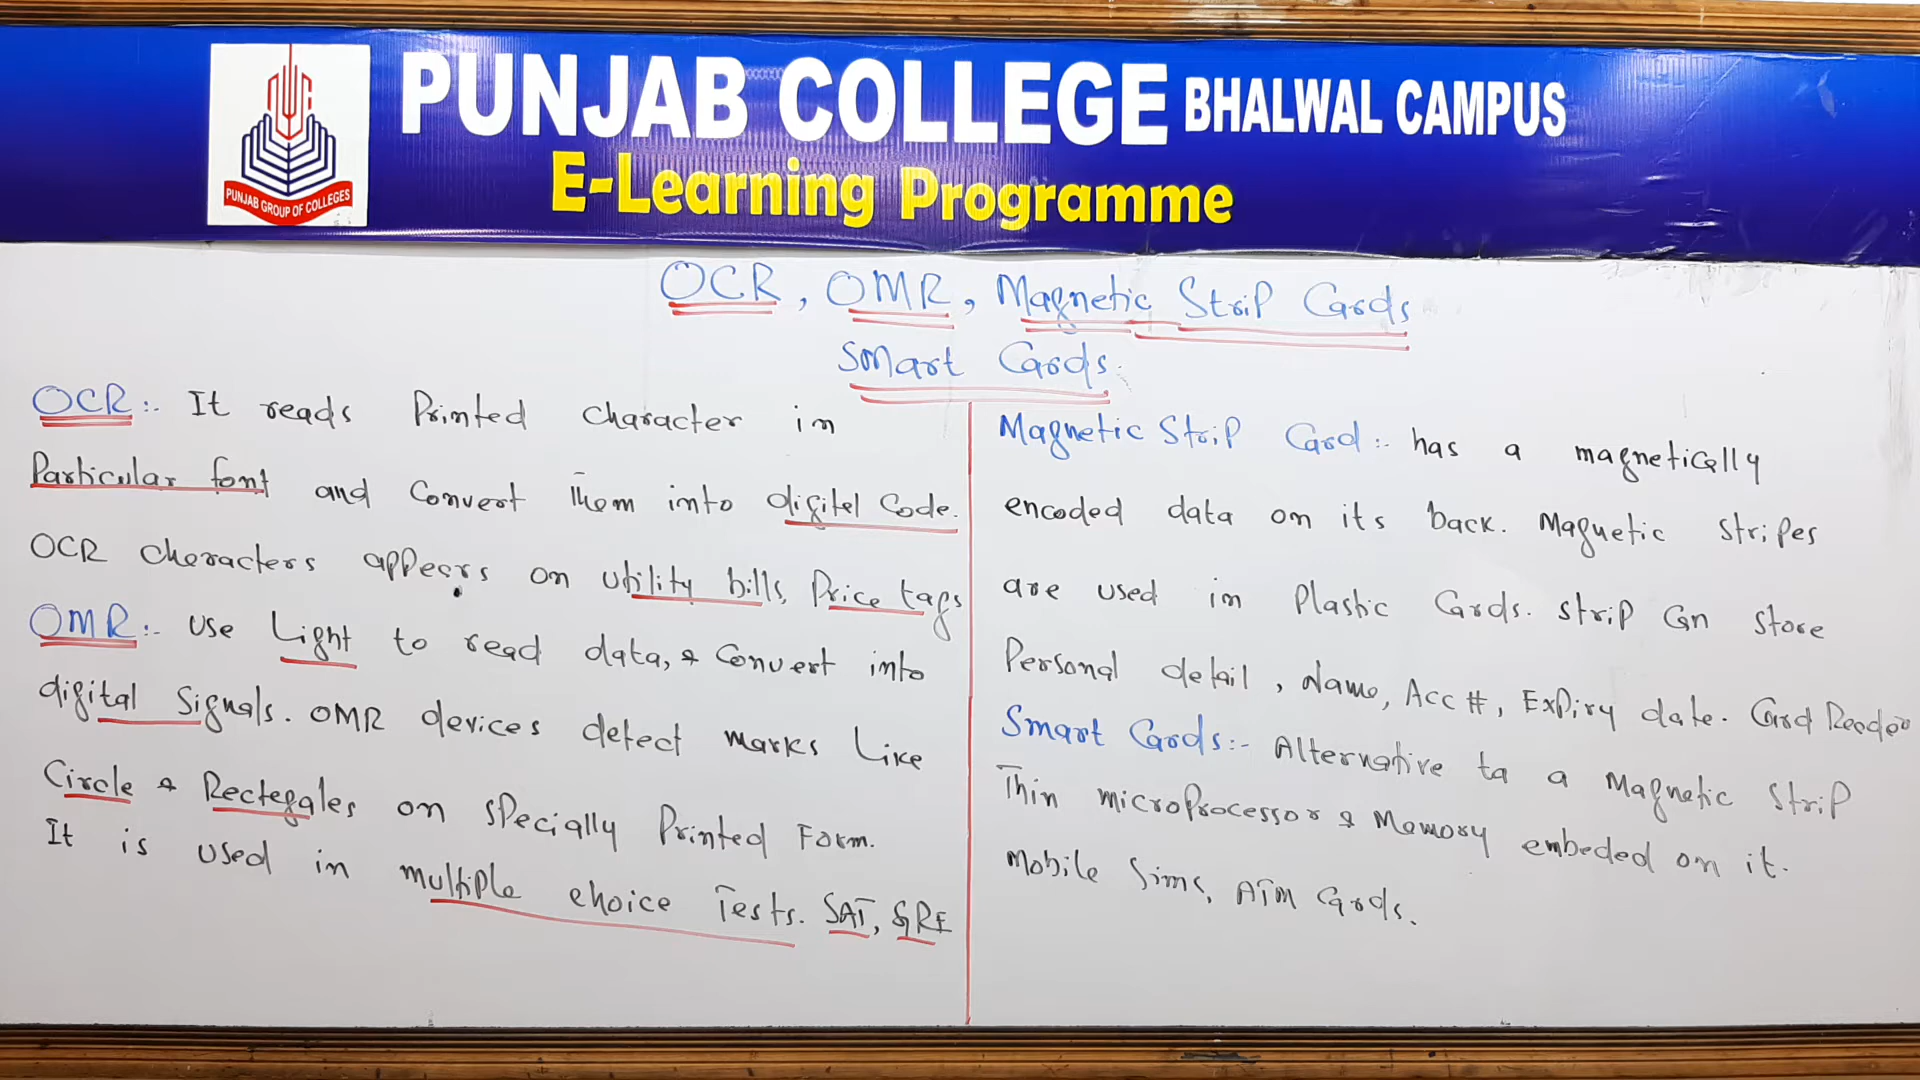 PUNJAB COLLEGE BHALWAL CAMPUS
E-Learning Programme
PUNJAB GROUP OF COLLEGES
OCR, OMR, Magnetic Strip Cards
Smart Cards.
OCR:- It reads Printed character in
Particular font and Convert Them into digitel Code.
OCR characters appears on utility bills, Price tags
OMR:- Use Light to read data, & Convert into
digital Signals. OMR devices detect marks Like
Circle & Rectegales on specially Printed Form.
It is used in multiple choice Tests. SAT, GRE
Magnetic Strip Card:- has a magnetically
encoded data on its back. Magnetic stripes
are used in Plastic Cards. Strip Can store
Personal detail, Name, Acc #, Expiry date. Card Reader
Smart Cards:- Alternative ta a Magnetic Strip
Thin microprocessor & Memory embeded on it.
Mobile Sims, ATM Cards.